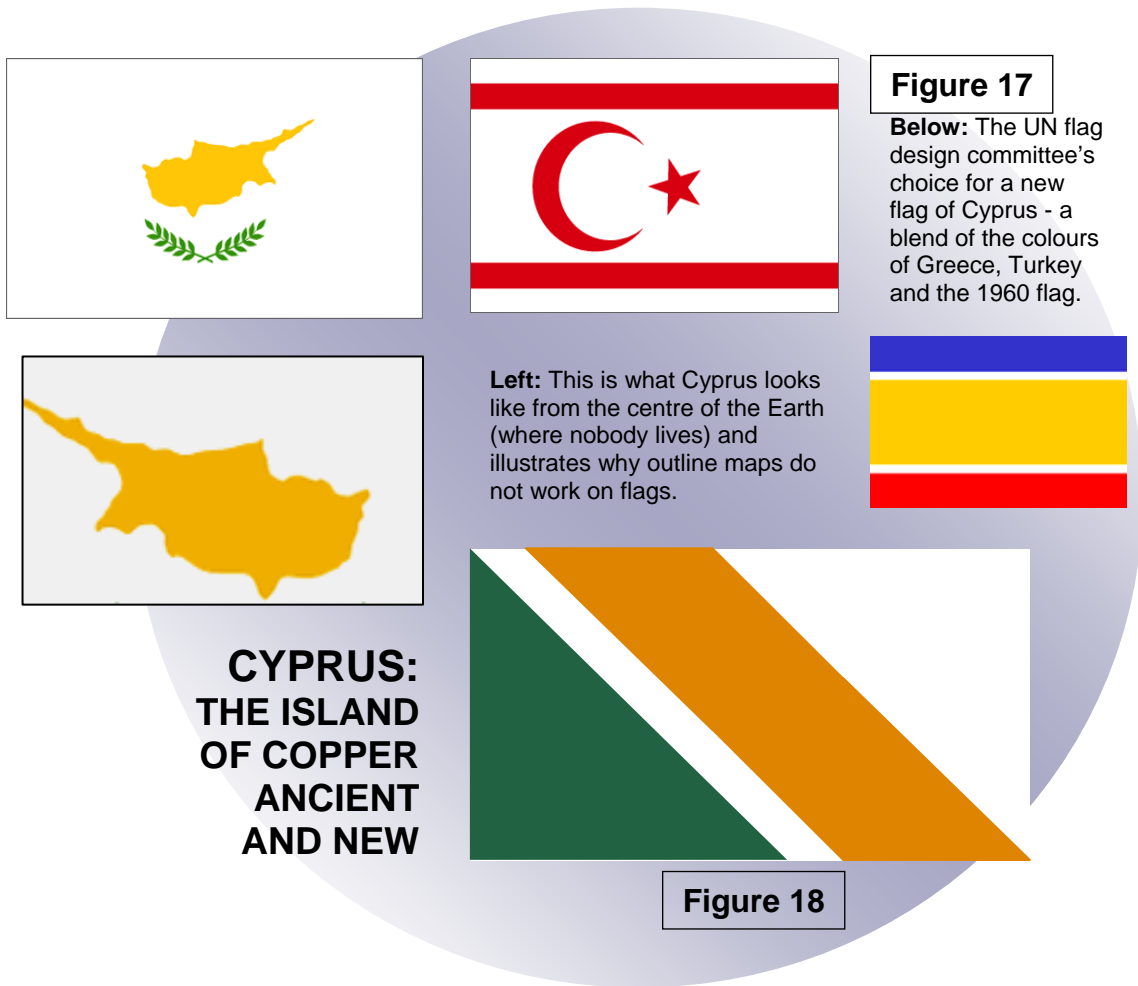 Figure 17
Below: The UN flag
design committee's
choice for a new
flag of Cyprus - a
blend of the colours
of Greece, Turkey
and the 1960 flag.
Left: This is what Cyprus looks
like from the centre of the Earth
(where nobody lives) and
illustrates why outline maps do
not work on flags.
CYPRUS:
THE ISLAND
OF COPPER
ANCIENT
AND NEW
Figure 18